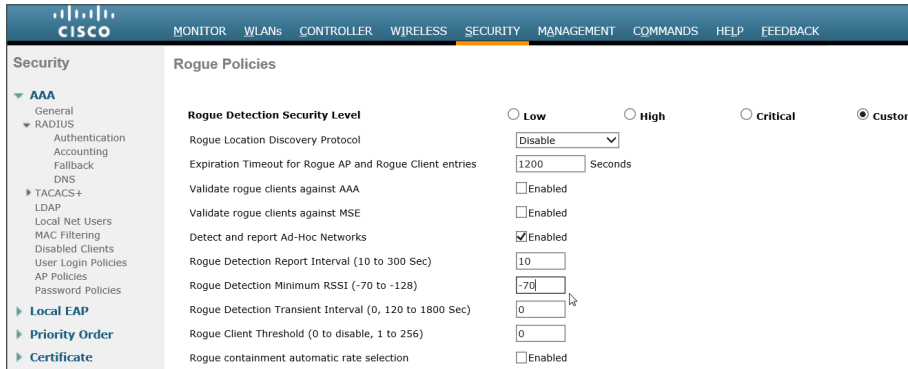 CISCO
MONITOR WLANs CONTROLLER WIRELESS SECURITY MANAGEMENT COMMANDS HELP FEEDBACK
Security
AAA
General
RADIUS
Authentication
Accounting
Fallback
DNS
TACACS+
LDAP
Local Net Users
MAC Filtering
Disabled Clients
User Login Policies
AP Policies
Password Policies
Local EAP
Priority Order
Certificate
Rogue Policies
Rogue Detection Security Level Low High Critical Custom
Rogue Location Discovery Protocol Disable
Expiration Timeout for Rogue AP and Rogue Client entries 1200 Seconds
Validate rogue clients against AAA Enabled
Validate rogue clients against MSE Enabled
Detect and report Ad-Hoc Networks Enabled
Rogue Detection Report Interval (10 to 300 Sec) 10
Rogue Detection Minimum RSSI (-70 to -128) -70
Rogue Detection Transient Interval (0, 120 to 1800 Sec) 0
Rogue Client Threshold (0 to disable, 1 to 256) 0
Rogue containment automatic rate selection Enabled